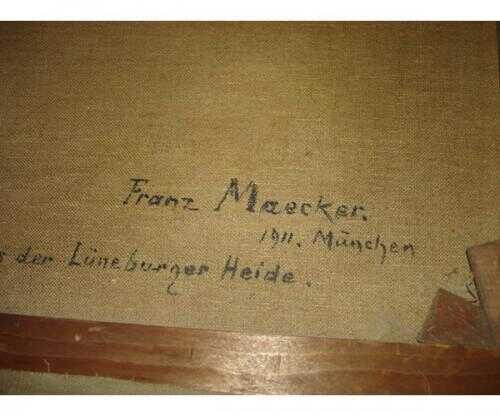 Franz Maecker.
1911. München
s der Lüneburger Heide.